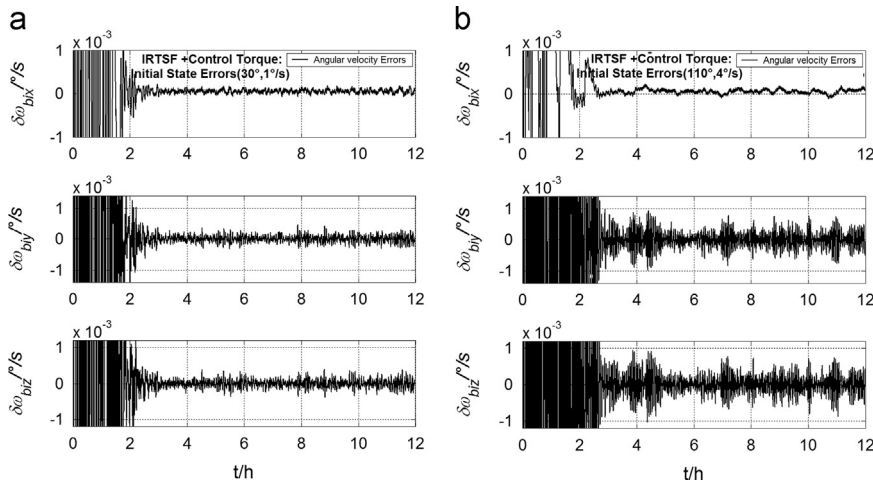 a
x 10⁻³
IRTSF +Control Torque:
Initial State Errors(30°,1°/s)
Angular velocity Errors
δω_bix/°/s
1
0
-1
0 2 4 6 8 10 12
x 10⁻³
δω_biy/°/s
1
0
-1
0 2 4 6 8 10 12
x 10⁻³
δω_biz/°/s
1
0
-1
0 2 4 6 8 10 12
t/h
b
x 10⁻³
IRTSF +Control Torque:
Initial State Errors(110°,4°/s)
Angular velocity Errors
δω_bix/°/s
1
0
-1
0 2 4 6 8 10 12
x 10⁻³
δω_biy/°/s
1
0
-1
0 2 4 6 8 10 12
x 10⁻³
δω_biz/°/s
1
0
-1
0 2 4 6 8 10 12
t/h